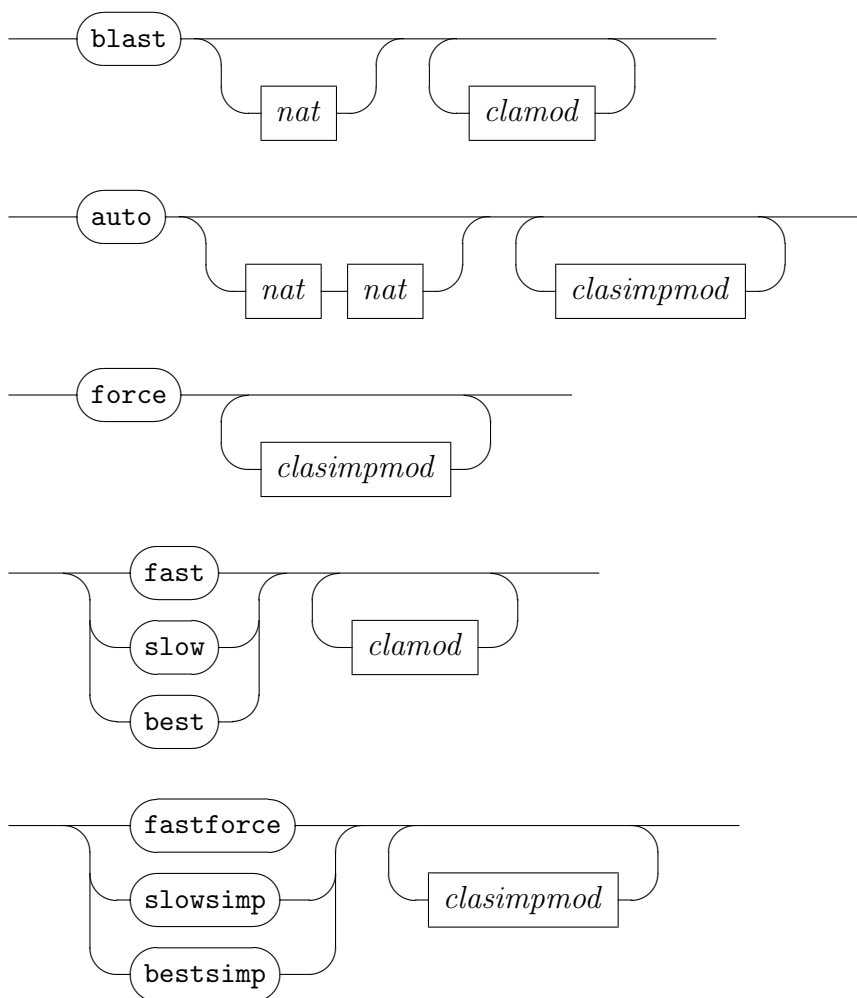 blast
nat
clamod
auto
nat nat
clasimpmod
force
clasimpmod
fast
slow
clamod
best
fastforce
slowsimp
clasimpmod
bestsimp